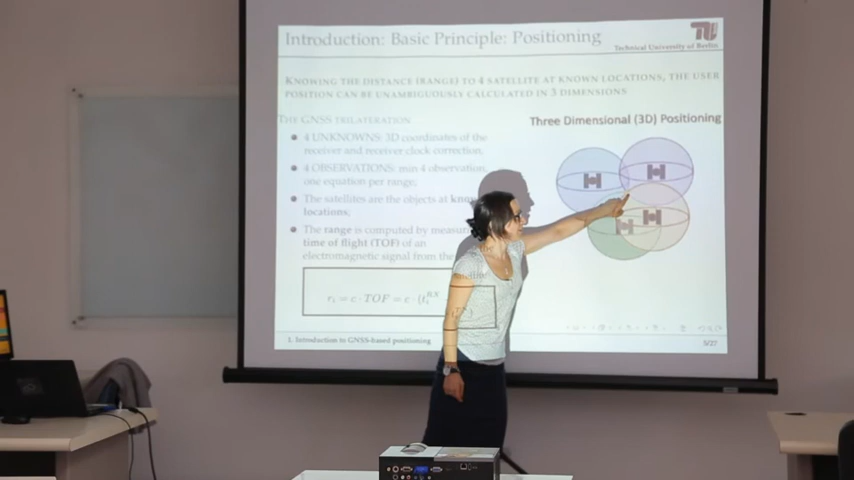 Introduction: Basic Principle: Positioning
Technical University of Berlin
KNOWING THE DISTANCE (RANGE) TO 4 SATELLITE AT KNOWN LOCATIONS, THE USER
POSITION CAN BE UNAMBIGUOUSLY CALCULATED IN 3 DIMENSIONS
THE GNSS TRILATERATION
4 UNKNOWNS: 3D coordinates of the
receiver and receiver clock correction.
4 OBSERVATIONS: min 4 observation,
one equation per range.
The satellites are the objects at know
locations,
The range is computed by measu
time of flight (TOF) of an
electromagnetic signal from the
Three Dimensional (3D) Positioning
= c · TOF = c ·
1. Introduction to GNSS-based positioning
5/27